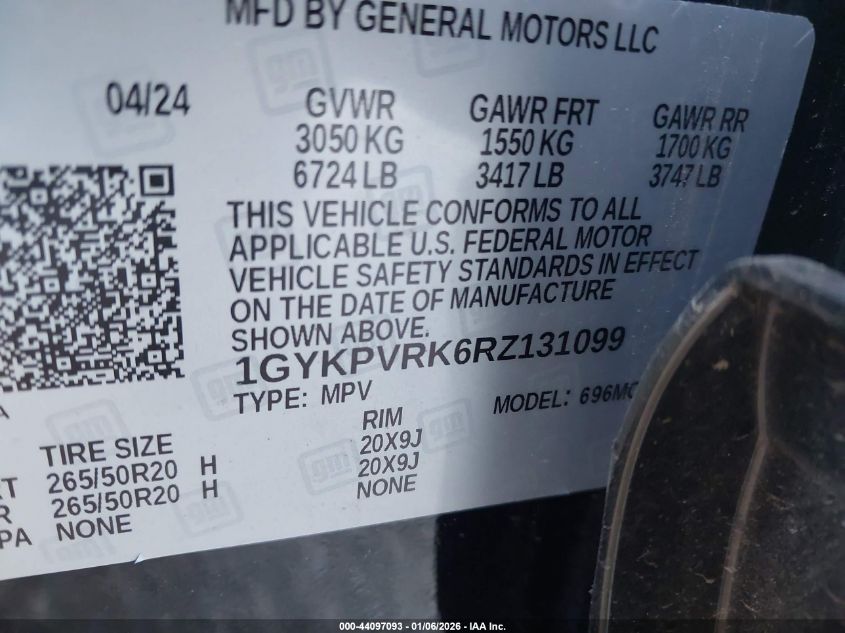 MFD BY GENERAL MOTORS LLC
04/24 GVWR GAWR FRT GAWR RR
3050 KG 1550 KG 1700 KG
6724 LB 3417 LB 3747 LB
THIS VEHICLE CONFORMS TO ALL
APPLICABLE U.S. FEDERAL MOTOR
VEHICLE SAFETY STANDARDS IN EFFECT
ON THE DATE OF MANUFACTURE
SHOWN ABOVE.
1GYKPVRK6RZ131099
TYPE: MPV MODEL: 696MC
TIRE SIZE RIM
RT 265/50R20 H 20X9J
R 265/50R20 H 20X9J
PA NONE NONE
000-44097093 - 01/06/2026 - IAA Inc.